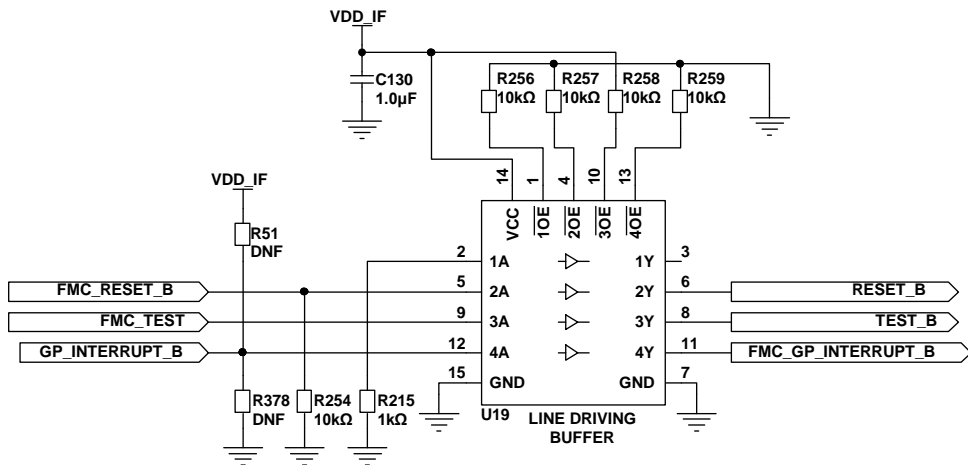 VDD_IF
C130
1.0µF
R256
10kΩ
R257
10kΩ
R258
10kΩ
R259
10kΩ
VDD_IF
R51
DNF
14
1
4
10
13
VCC
1OE
2OE
3OE
4OE
2
1A
1Y
3
FMC_RESET_B
5
2A
2Y
6
RESET_B
FMC_TEST
9
3A
3Y
8
TEST_B
GP_INTERRUPT_B
12
4A
4Y
11
FMC_GP_INTERRUPT_B
15
GND
GND
7
R378
DNF
R254
10kΩ
R215
1kΩ
U19
LINE DRIVING
BUFFER